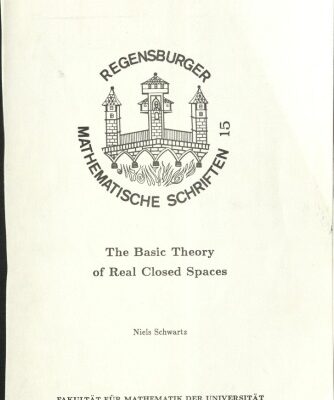 REGENSBURGER
MATHEMATISCHE SCHRIFTEN 15
The Basic Theory
of Real Closed Spaces
Niels Schwartz
FAKULTÄT FÜR MATHEMATIK DER UNIVERSITÄT